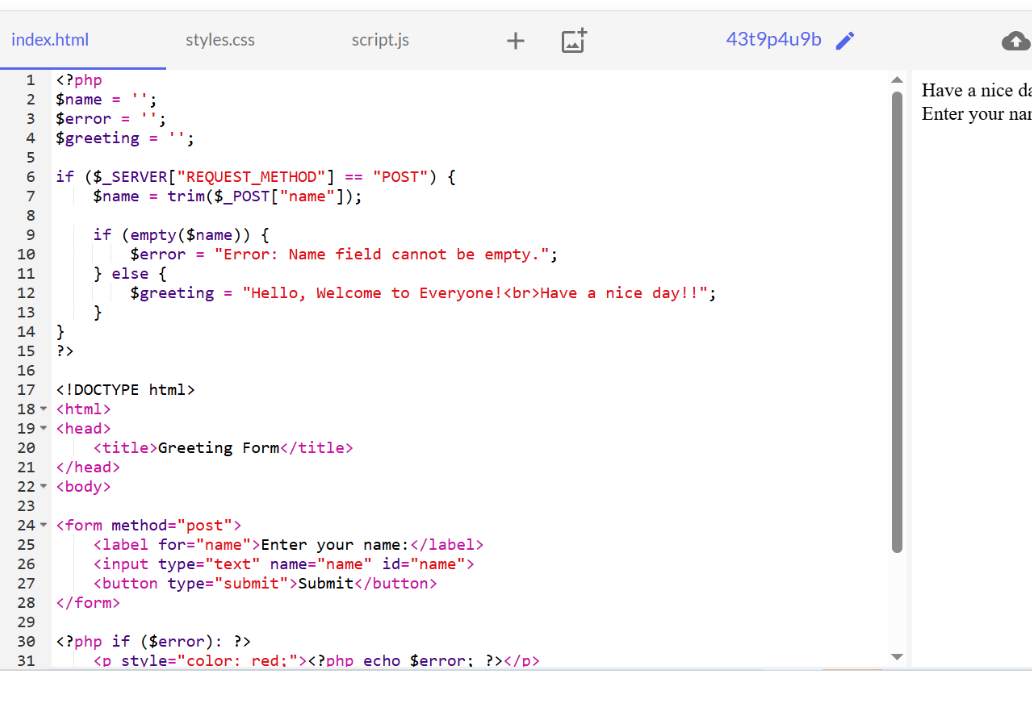 index.html styles.css script.js + 43t9p4u9b
1 <?php
2 $name = '';
3 $error = '';
4 $greeting = '';
5
6 if ($_SERVER["REQUEST_METHOD"] == "POST") {
7 $name = trim($_POST["name"]);
8
9 if (empty($name)) {
10 $error = "Error: Name field cannot be empty.";
11 } else {
12 $greeting = "Hello, Welcome to Everyone!<br>Have a nice day!!";
13 }
14 }
15 ?>
16
17 <!DOCTYPE html>
18 <html>
19 <head>
20 <title>Greeting Form</title>
21 </head>
22 <body>
23
24 <form method="post">
25 <label for="name">Enter your name:</label>
26 <input type="text" name="name" id="name">
27 <button type="submit">Submit</button>
28 </form>
29
30 <?php if ($error): ?>
31 <p style="color: red;"><?php echo $error; ?></p>
Have a nice
Enter your